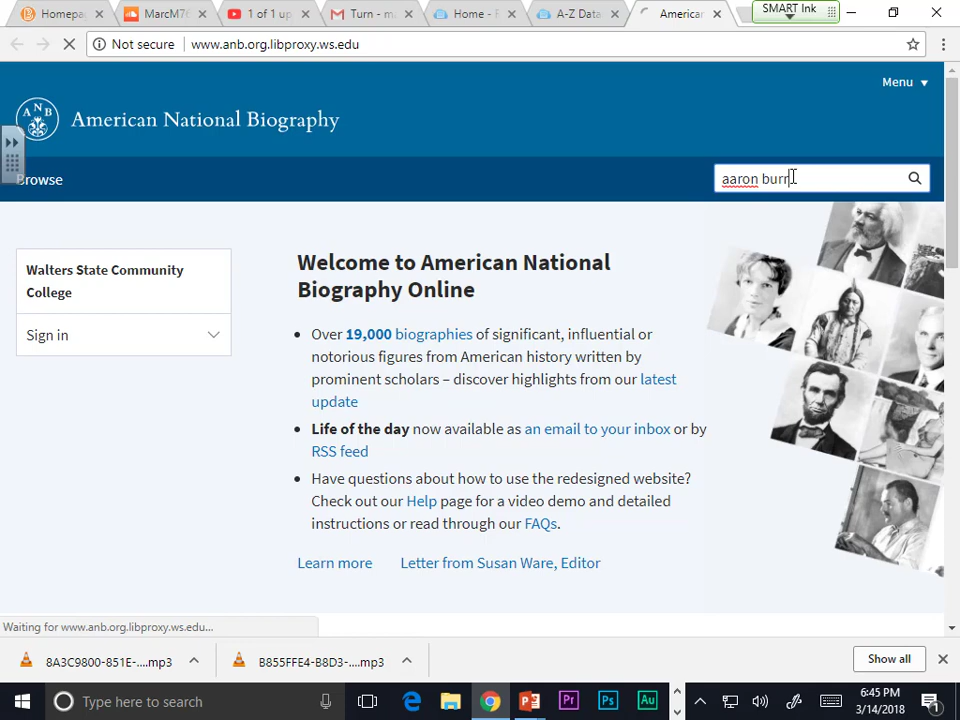 Homepa
MarcM76
1 of 1 up
Turn - m
Home - F
A-Z Data
American
SMART Ink
Not secure
www.anb.org.libproxy.ws.edu
Menu
A N B
American National Biography
Browse
aaron burr
Walters State Community
College
Sign in
Welcome to American National
Biography Online
Over 19,000 biographies of significant, influential or
notorious figures from American history written by
prominent scholars – discover highlights from our latest
update
Life of the day now available as an email to your inbox or by
RSS feed
Have questions about how to use the redesigned website?
Check out our Help page for a video demo and detailed
instructions or read through our FAQs.
Learn more
Letter from Susan Ware, Editor
Waiting for www.anb.org.libproxy.ws.edu...
8A3C9800-851E-....mp3
B855FFE4-B8D3-....mp3
Show all
Type here to search
Pr
Ps
Au
6:45 PM
3/14/2018
1